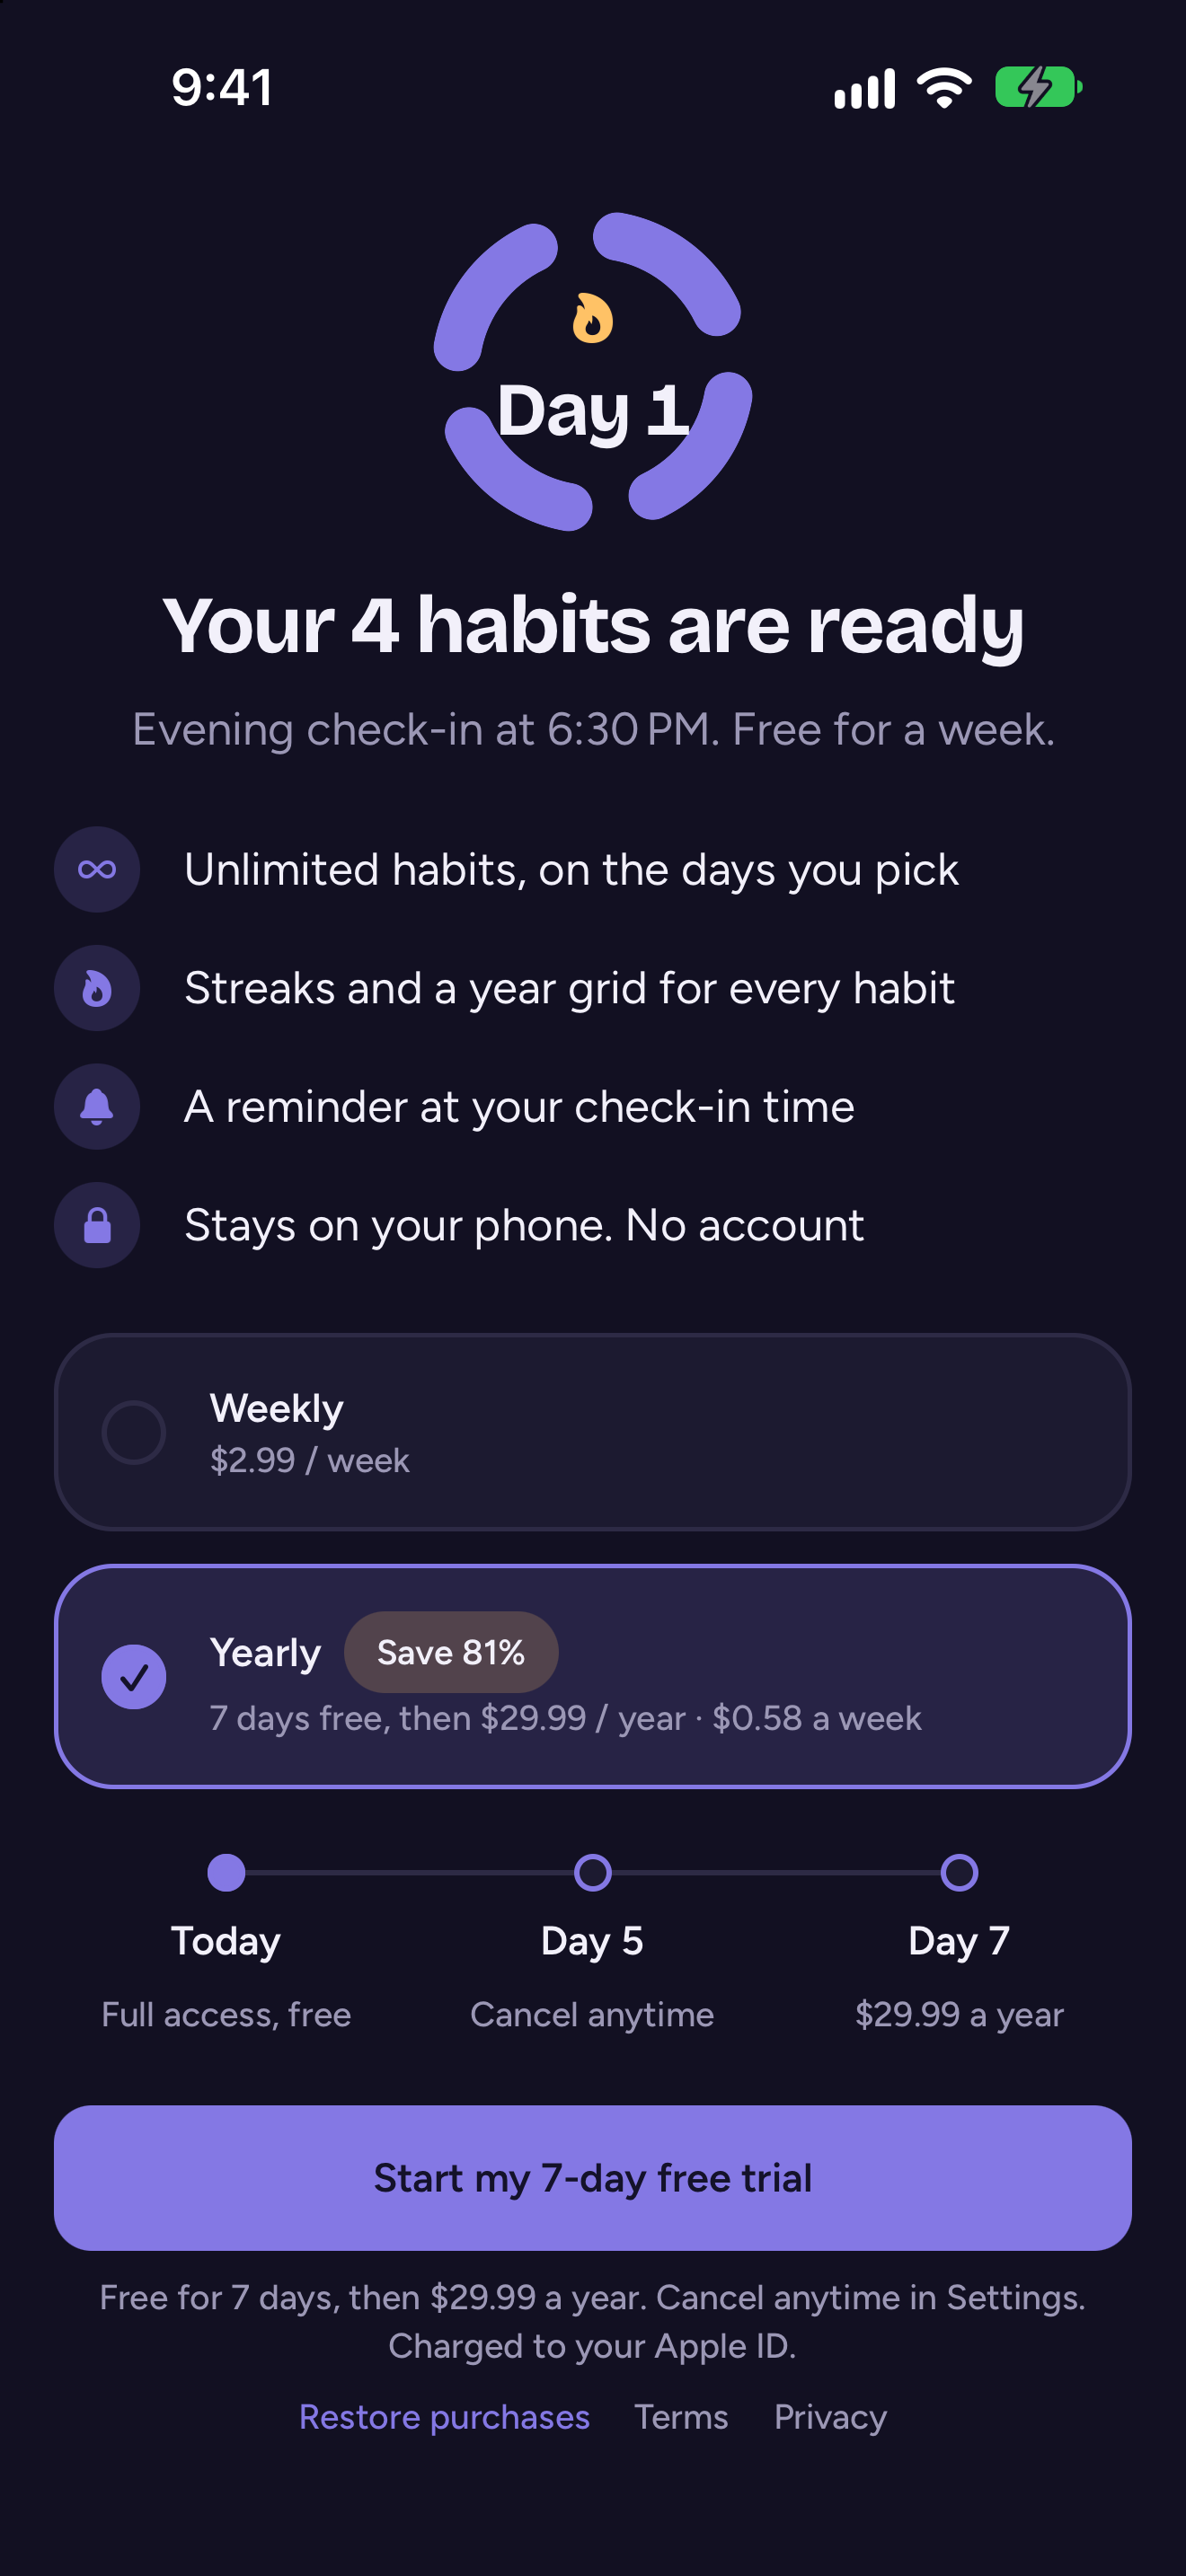 9:41
Day 1
Your 4 habits are ready
Evening check-in at 6:30 PM. Free for a week.
Unlimited habits, on the days you pick
Streaks and a year grid for every habit
A reminder at your check-in time
Stays on your phone. No account
Weekly
$2.99 / week
Yearly Save 81%
7 days free, then $29.99 / year · $0.58 a week
Today Day 5 Day 7
Full access, free Cancel anytime $29.99 a year
Start my 7-day free trial
Free for 7 days, then $29.99 a year. Cancel anytime in Settings.
Charged to your Apple ID.
Restore purchases Terms Privacy